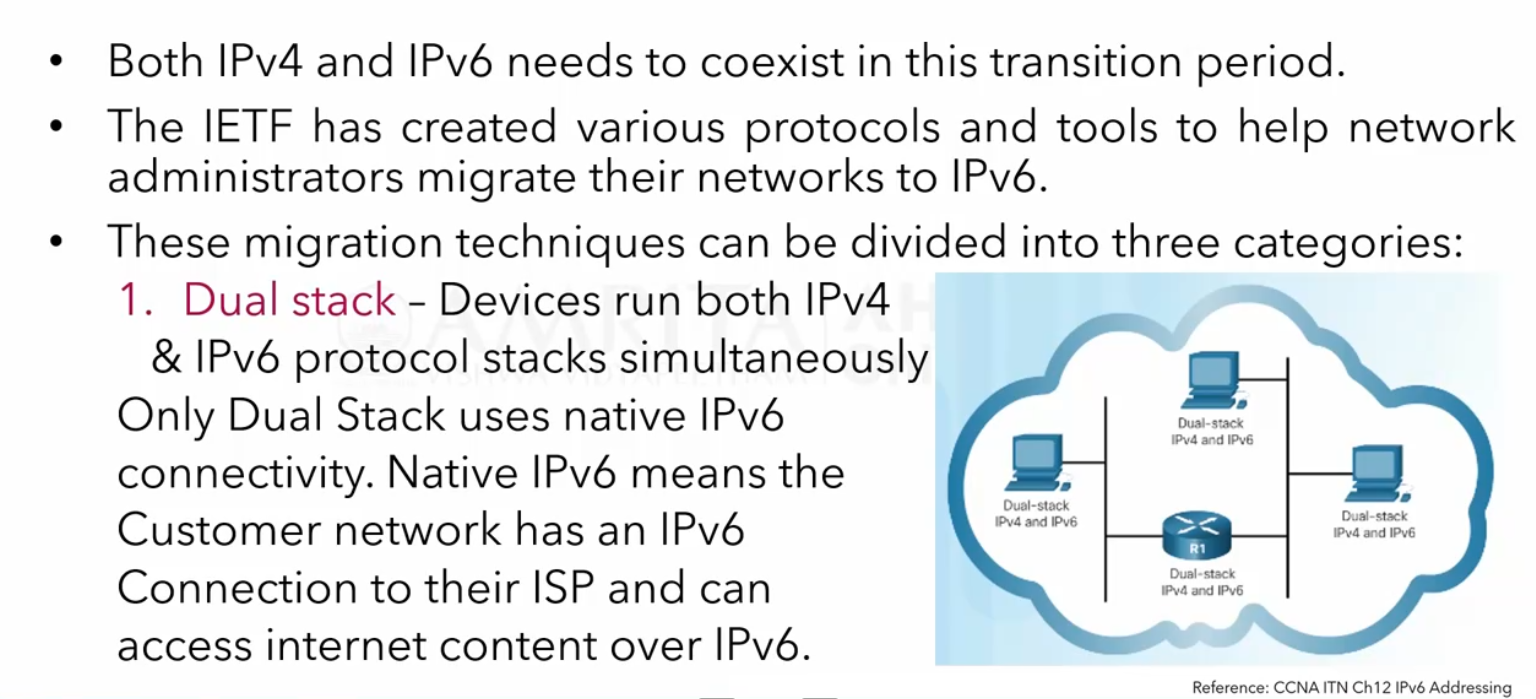 • Both IPv4 and IPv6 needs to coexist in this transition period.
• The IETF has created various protocols and tools to help network
administrators migrate their networks to IPv6.
• These migration techniques can be divided into three categories:
1. Dual stack – Devices run both IPv4
& IPv6 protocol stacks simultaneously
Only Dual Stack uses native IPv6
connectivity. Native IPv6 means the
Customer network has an IPv6
Connection to their ISP and can
access internet content over IPv6.
Dual-stack
IPv4 and IPv6
Dual-stack
IPv4 and IPv6
Dual-stack
IPv4 and IPv6
R1
Dual-stack
IPv4 and IPv6
Reference: CCNA ITN Ch12 IPv6 Addressing
AMRITA
VISHWA VIDYAPEETHAM